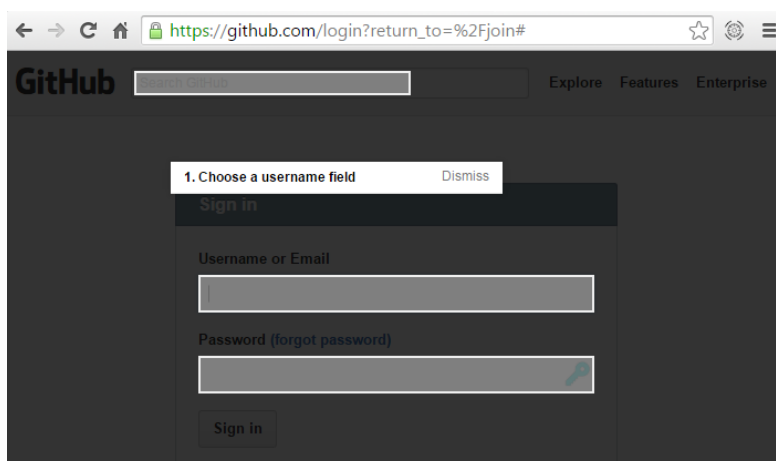 https://github.com/login?return_to=%2Fjoin#
GitHub Search GitHub Explore Features Enterprise
1. Choose a username field Dismiss
Sign in
Username or Email
Password (forgot password)
Sign in